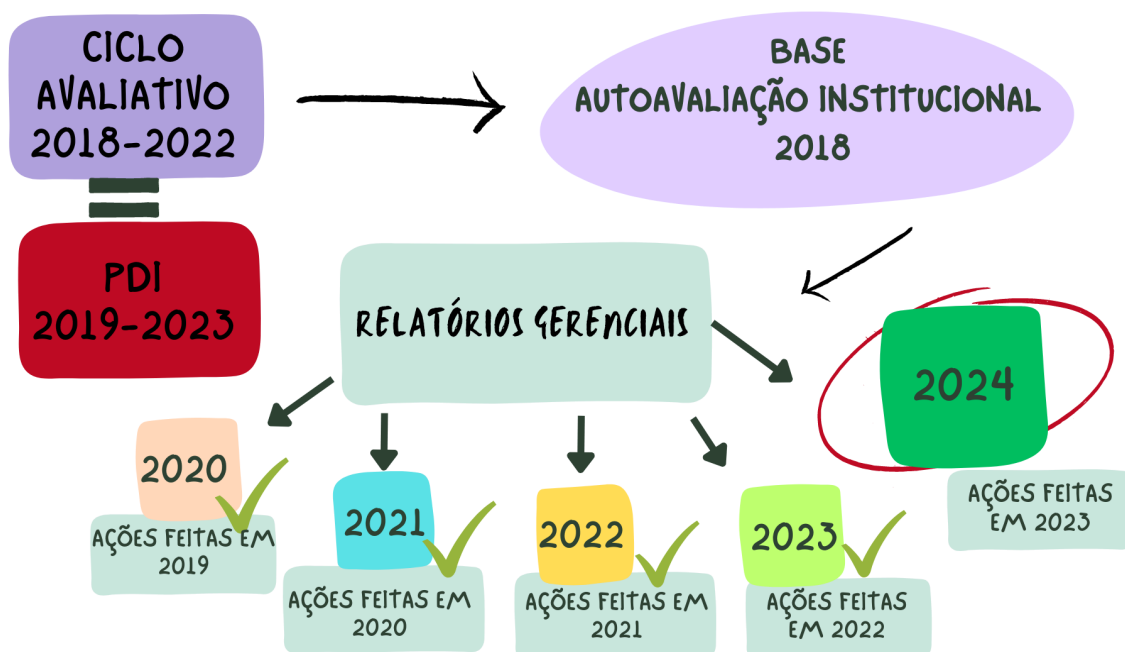 CICLO
AVALIATIVO
2018-2022
BASE
AUTOAVALIAÇÃO INSTITUCIONAL
2018
PDI
2019-2023
RELATÓRIOS GERENCIAIS
2024
AÇÕES FEITAS
EM 2023
2020
AÇÕES FEITAS EM
2019
2021
AÇÕES FEITAS EM
2020
2022
AÇÕES FEITAS EM
2021
2023
AÇÕES FEITAS
EM 2022